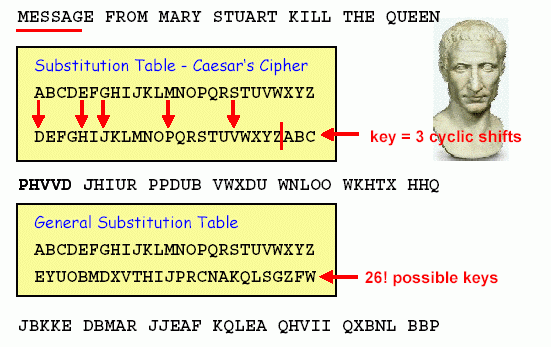 MESSAGE FROM MARY STUART KILL THE QUEEN
Substitution Table - Caesar's Cipher
ABCDEFGHIJKLMNOPQRSTUVWXYZ
DEFGHIJKLMNOPQRSTUVWXYZABC
key = 3 cyclic shifts
PHVVD JHIUR PPDUB VWXDU WNLOO WKHTX HHQ
General Substitution Table
ABCDEFGHIJKLMNOPQRSTUVWXYZ
EYUOBMDXVTHIJPRCNAKQLSGZFW
26! possible keys
JBKKE DBMAR JJEAF KQLEA QHVII QXBNL BBP